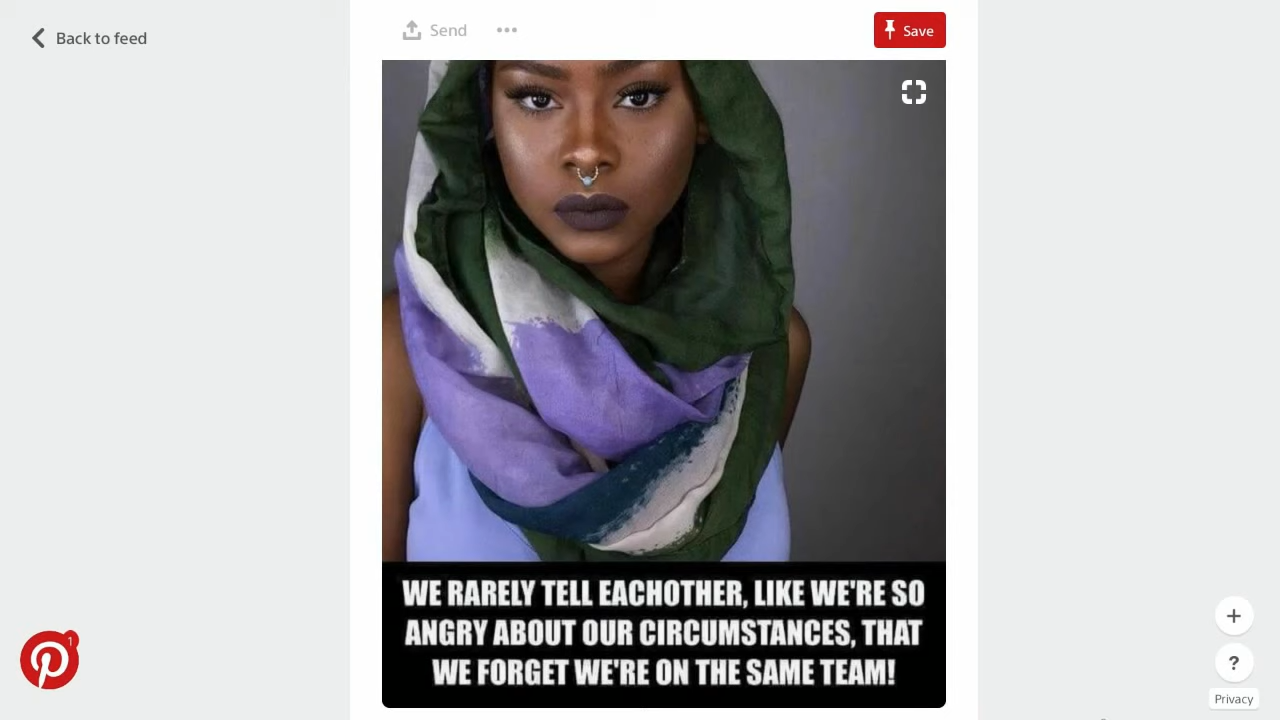 Back to feed
Send
Save
WE RARELY TELL EACHOTHER, LIKE WE'RE SO
ANGRY ABOUT OUR CIRCUMSTANCES, THAT
WE FORGET WE'RE ON THE SAME TEAM!
1
+
?
Privacy